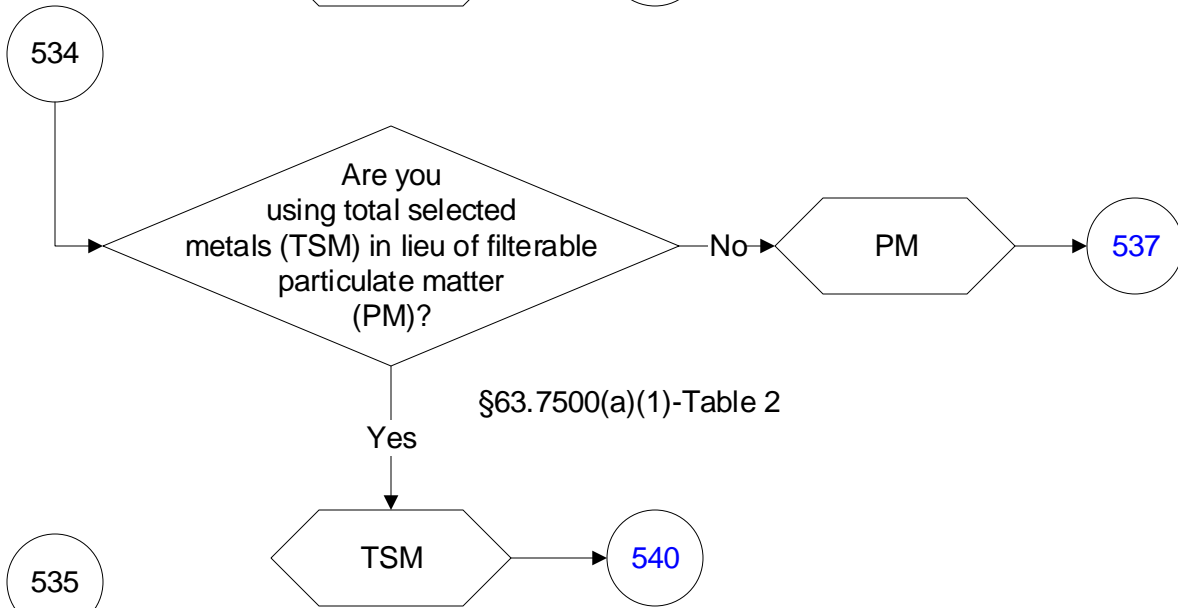 534
Are you
using total selected
metals (TSM) in lieu of filterable
particulate matter
(PM)?
No
PM
537
§63.7500(a)(1)-Table 2
Yes
TSM
540
535